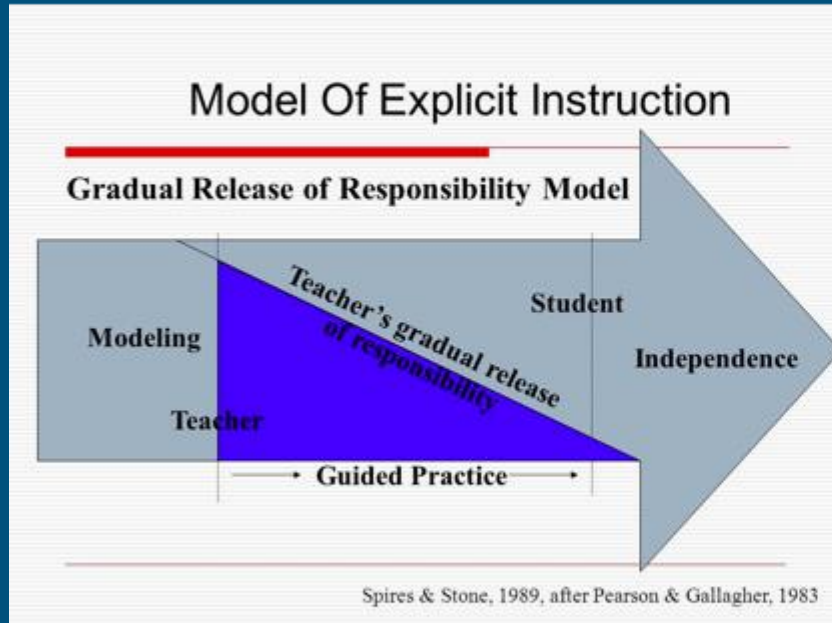 Model Of Explicit Instruction
Gradual Release of Responsibility Model
Teacher's gradual release
of responsibility
Student
Modeling
Independence
Teacher
Guided Practice
Spires & Stone, 1989, after Pearson & Gallagher, 1983